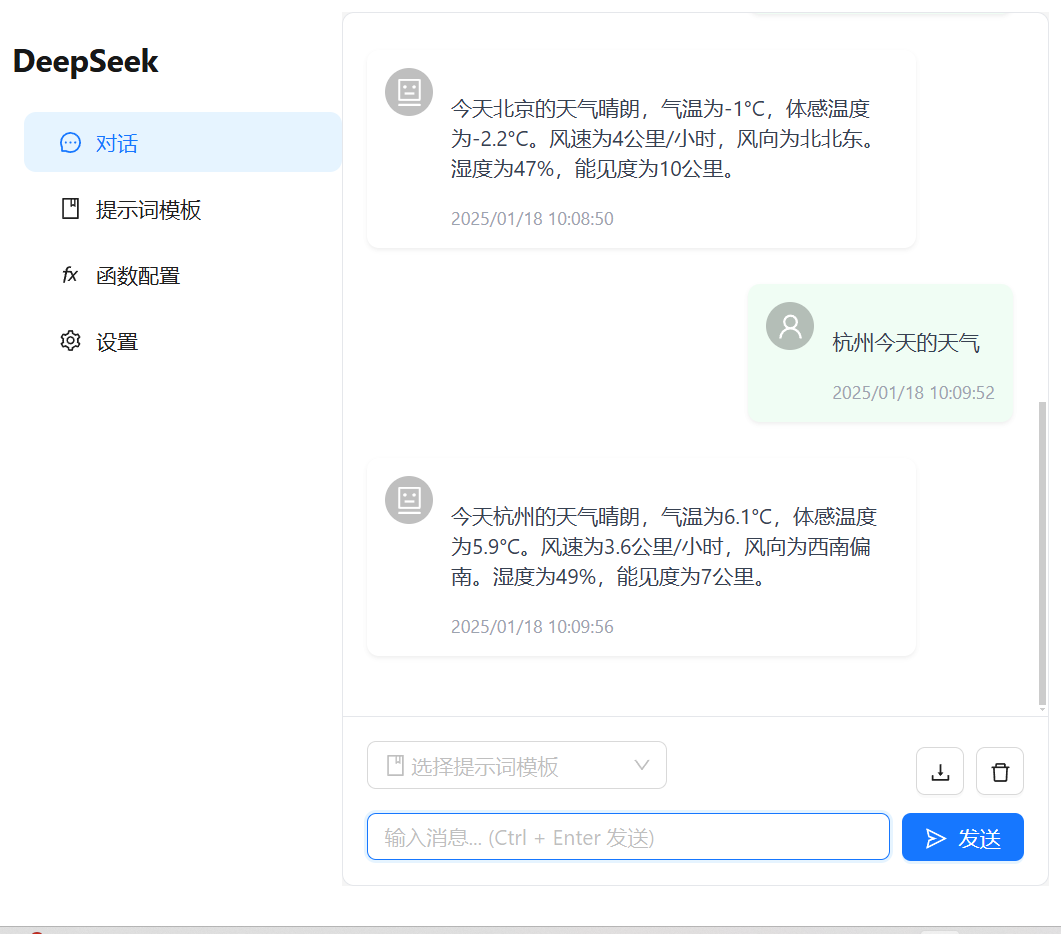 DeepSeek
对话
提示词模板
函数配置
设置
今天北京的天气晴朗，气温为-1°C，体感温度
为-2.2°C。风速为4公里/小时，风向为北北东。
湿度为47%，能见度为10公里。
2025/01/18 10:08:50
杭州今天的天气
2025/01/18 10:09:52
今天杭州的天气晴朗，气温为6.1°C，体感温度
为5.9°C。风速为3.6公里/小时，风向为西南偏
南。湿度为49%，能见度为7公里。
2025/01/18 10:09:56
选择提示词模板
输入消息... (Ctrl + Enter 发送)
发送